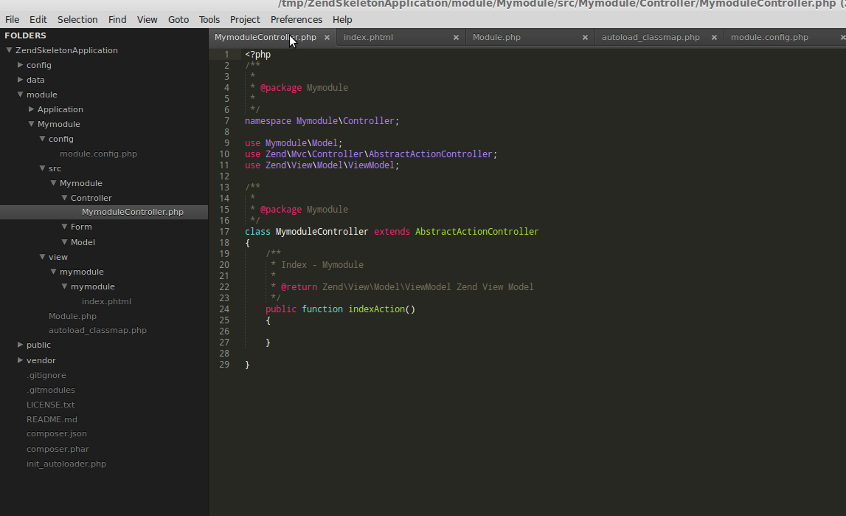 /tmp/ZendSkeletonApplication/module/Mymodule/src/Mymodule/Controller/MymoduleController.php
File Edit Selection Find View Goto Tools Project Preferences Help
FOLDERS
ZendSkeletonApplication
config
data
module
Application
Mymodule
config
module.config.php
src
Mymodule
Controller
MymoduleController.php
Form
Model
view
mymodule
mymodule
index.phtml
Module.php
autoload_classmap.php
public
vendor
.gitignore
.gitmodules
LICENSE.txt
README.md
composer.json
composer.phar
init_autoloader.php
MymoduleController.php × index.phtml × Module.php × autoload_classmap.php × module.config.php ×
1 <?php
2 /**
3 *
4 * @package Mymodule
5 *
6 */
7 namespace Mymodule\Controller;
8
9 use Mymodule\Model;
10 use Zend\Mvc\Controller\AbstractActionController;
11 use Zend\View\Model\ViewModel;
12
13 /**
14 *
15 * @package Mymodule
16 */
17 class MymoduleController extends AbstractActionController
18 {
19 /**
20 * Index - Mymodule
21 *
22 * @return Zend\View\Model\ViewModel Zend View Model
23 */
24 public function indexAction()
25 {
26
27 }
28
29 }